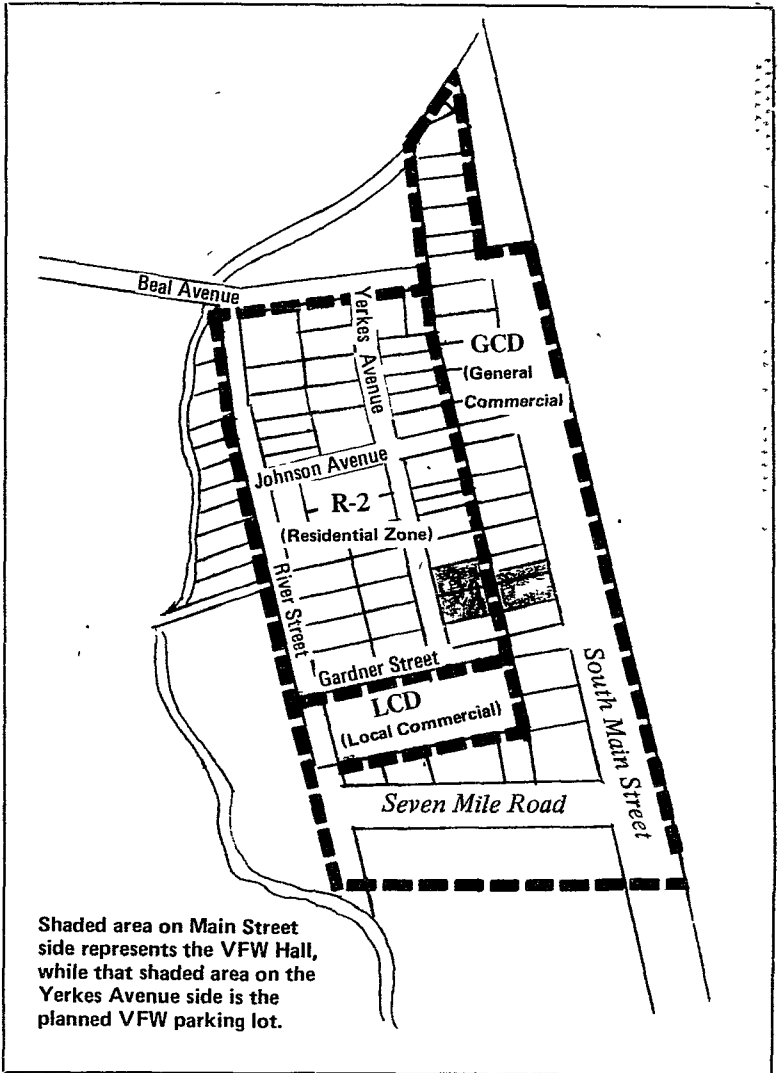 Beal Avenue
Yerkes Avenue
GCD
(General
Commercial
Johnson Avenue
R-2
(Residential Zone)
River Street
Gardner Street
LCD
(Local Commercial)
South Main Street
Seven Mile Road
Shaded area on Main Street
side represents the VFW Hall,
while that shaded area on the
Yerkes Avenue side is the
planned VFW parking lot.